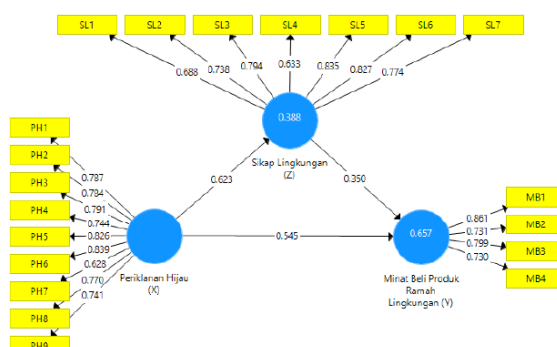 SL1 SL2 SL3 SL4 SL5 SL6 SL7
0.688 0.738 0.794 0.633 0.835 0.827 0.774
0.388
Sikap Lingkungan
(Z)
PH1
PH2
PH3
PH4
PH5
PH6
PH7
PH8
PH9
0.787
0.784
0.791
0.744
0.826
0.839
0.628
0.770
0.741
0.623
0.350
0.545
Periklanan Hijau
(X)
0.657
Minat Beli Produk
Ramah
Lingkungan (Y)
0.861
0.731
0.799
0.730
MB1
MB2
MB3
MB4